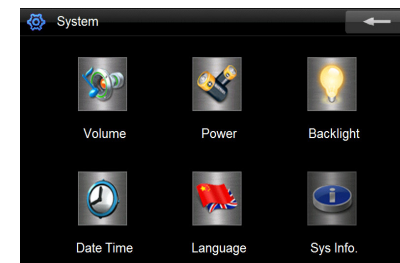 System
Volume
Power
Backlight
Date Time
Language
Sys Info.